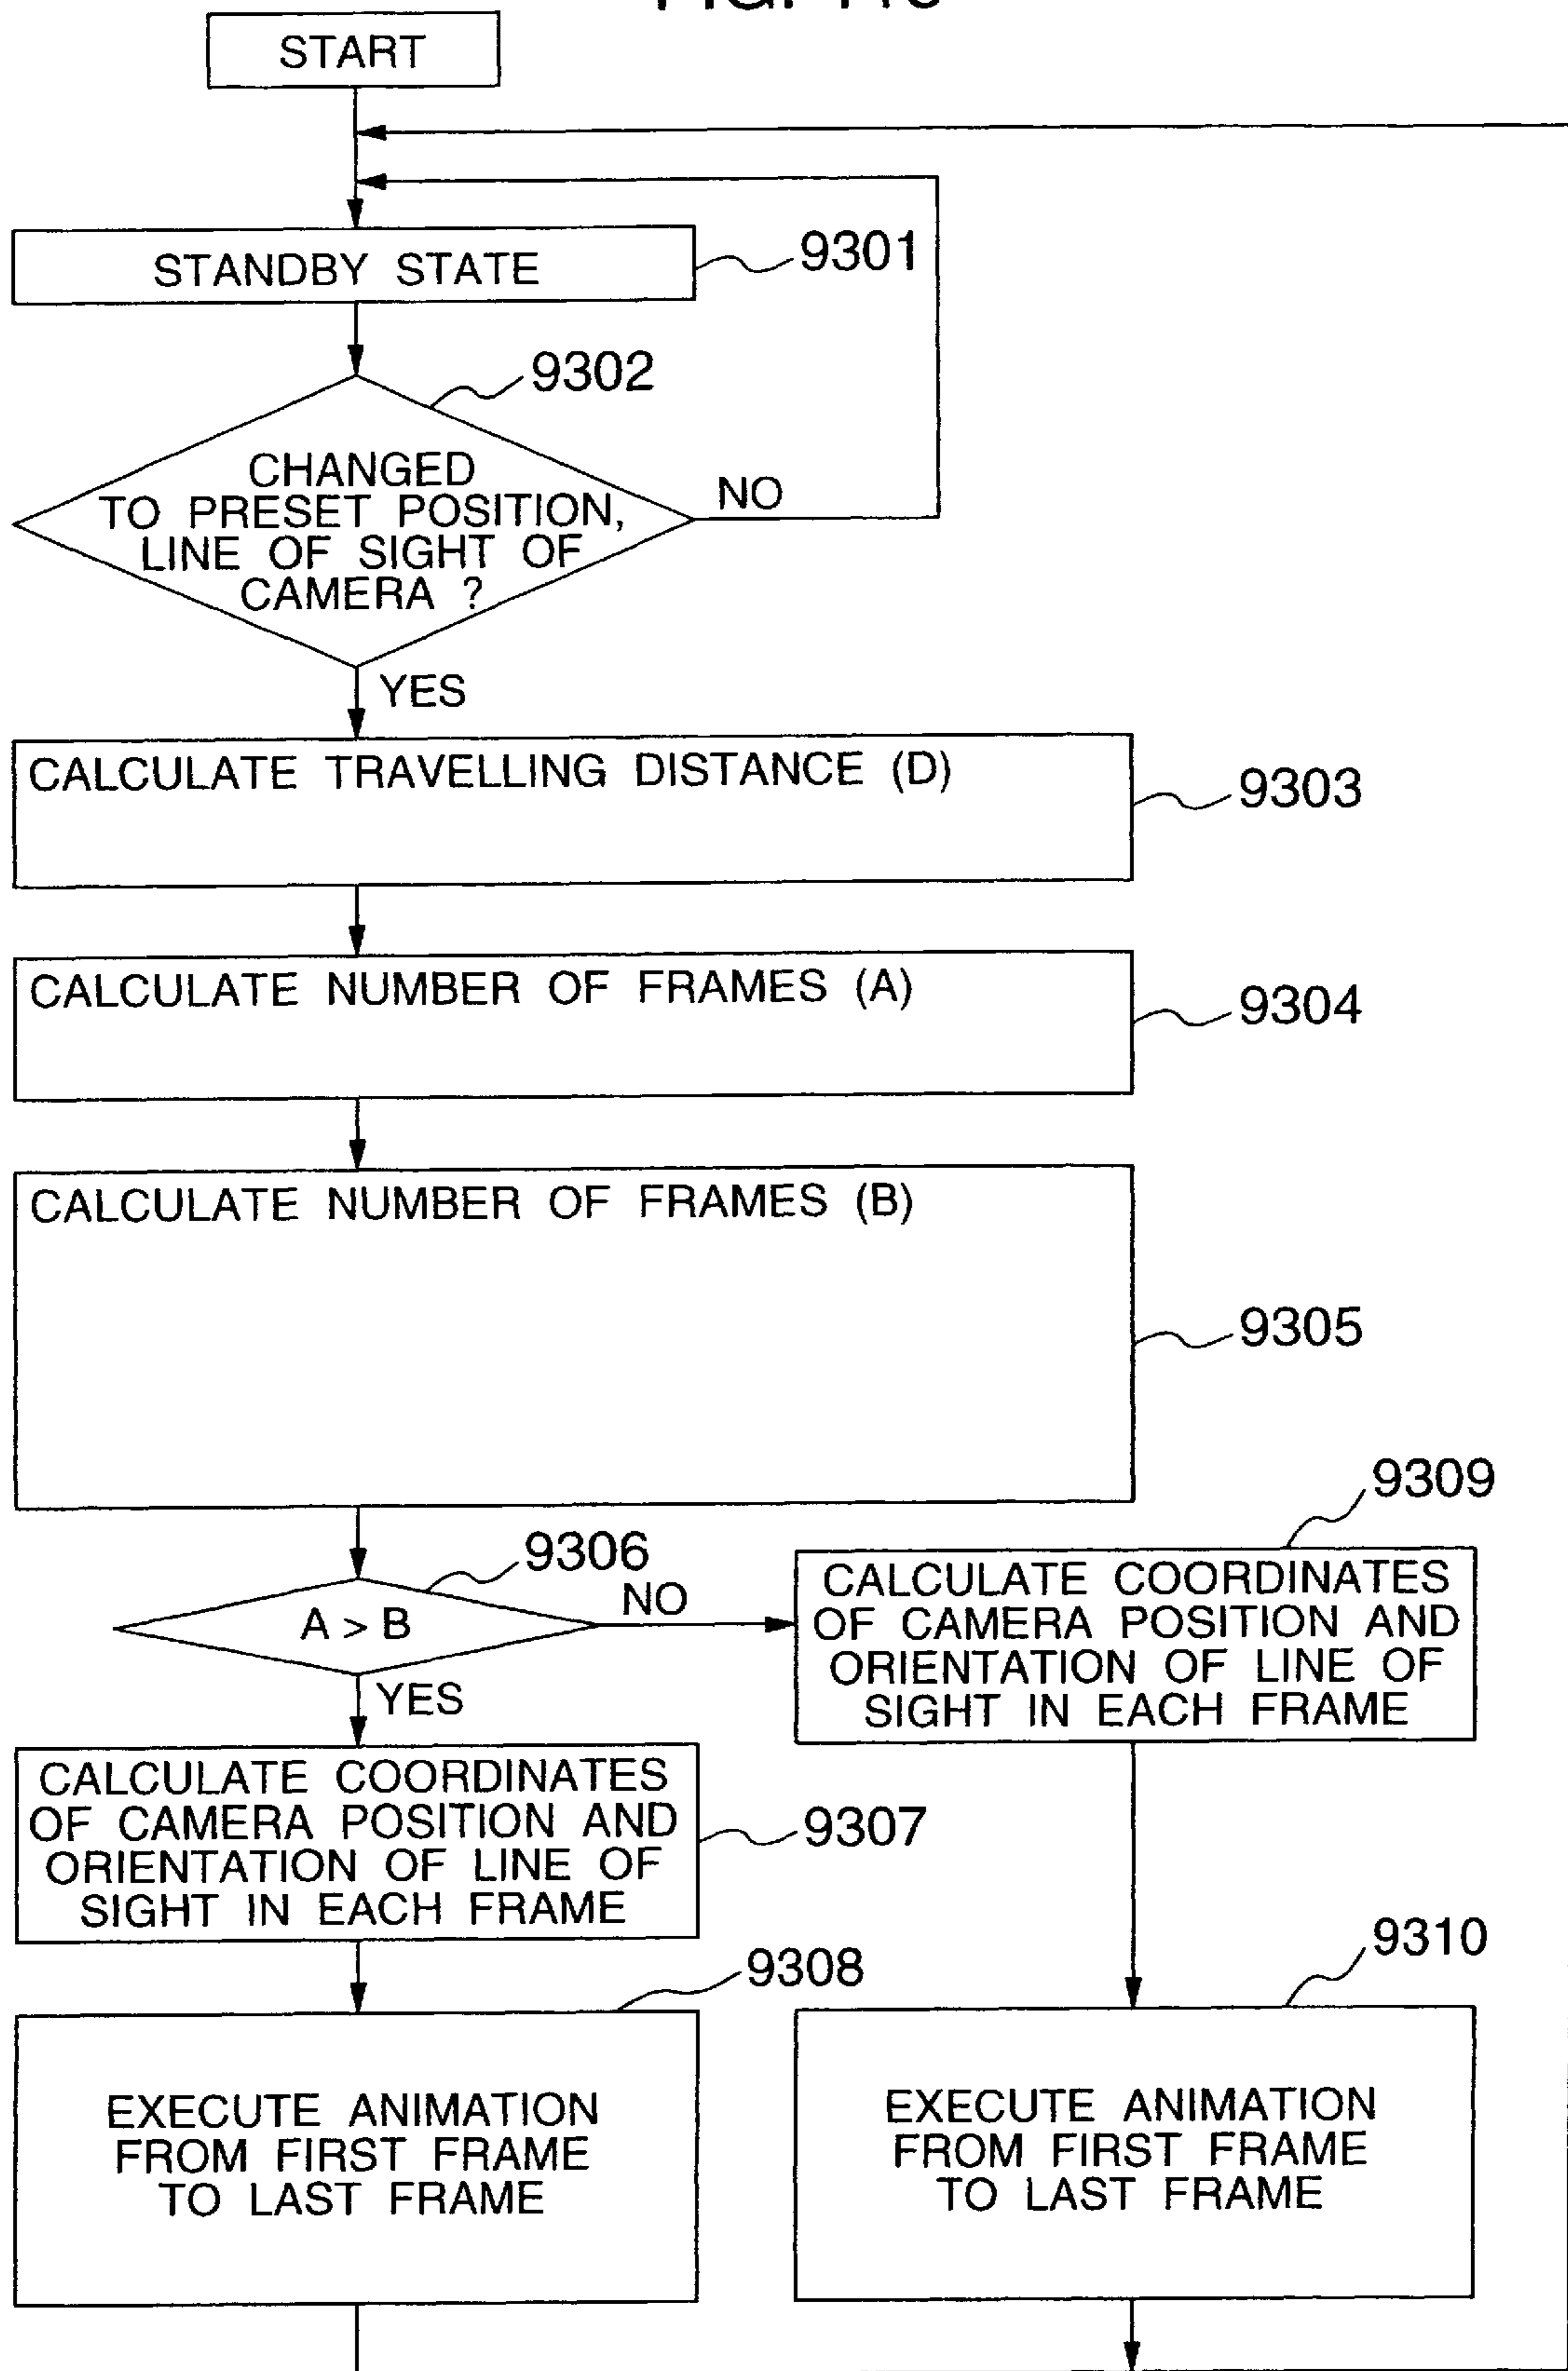 START
STANDBY STATE
9301
9302
CHANGED
TO PRESET POSITION,
LINE OF SIGHT OF
CAMERA ?
NO
YES
CALCULATE TRAVELLING DISTANCE (D)
9303
CALCULATE NUMBER OF FRAMES (A)
9304
CALCULATE NUMBER OF FRAMES (B)
9305
9306
A > B
NO
YES
9309
CALCULATE COORDINATES
OF CAMERA POSITION AND
ORIENTATION OF LINE OF
SIGHT IN EACH FRAME
CALCULATE COORDINATES
OF CAMERA POSITION AND
ORIENTATION OF LINE OF
SIGHT IN EACH FRAME
9307
9308
EXECUTE ANIMATION
FROM FIRST FRAME
TO LAST FRAME
9310
EXECUTE ANIMATION
FROM FIRST FRAME
TO LAST FRAME